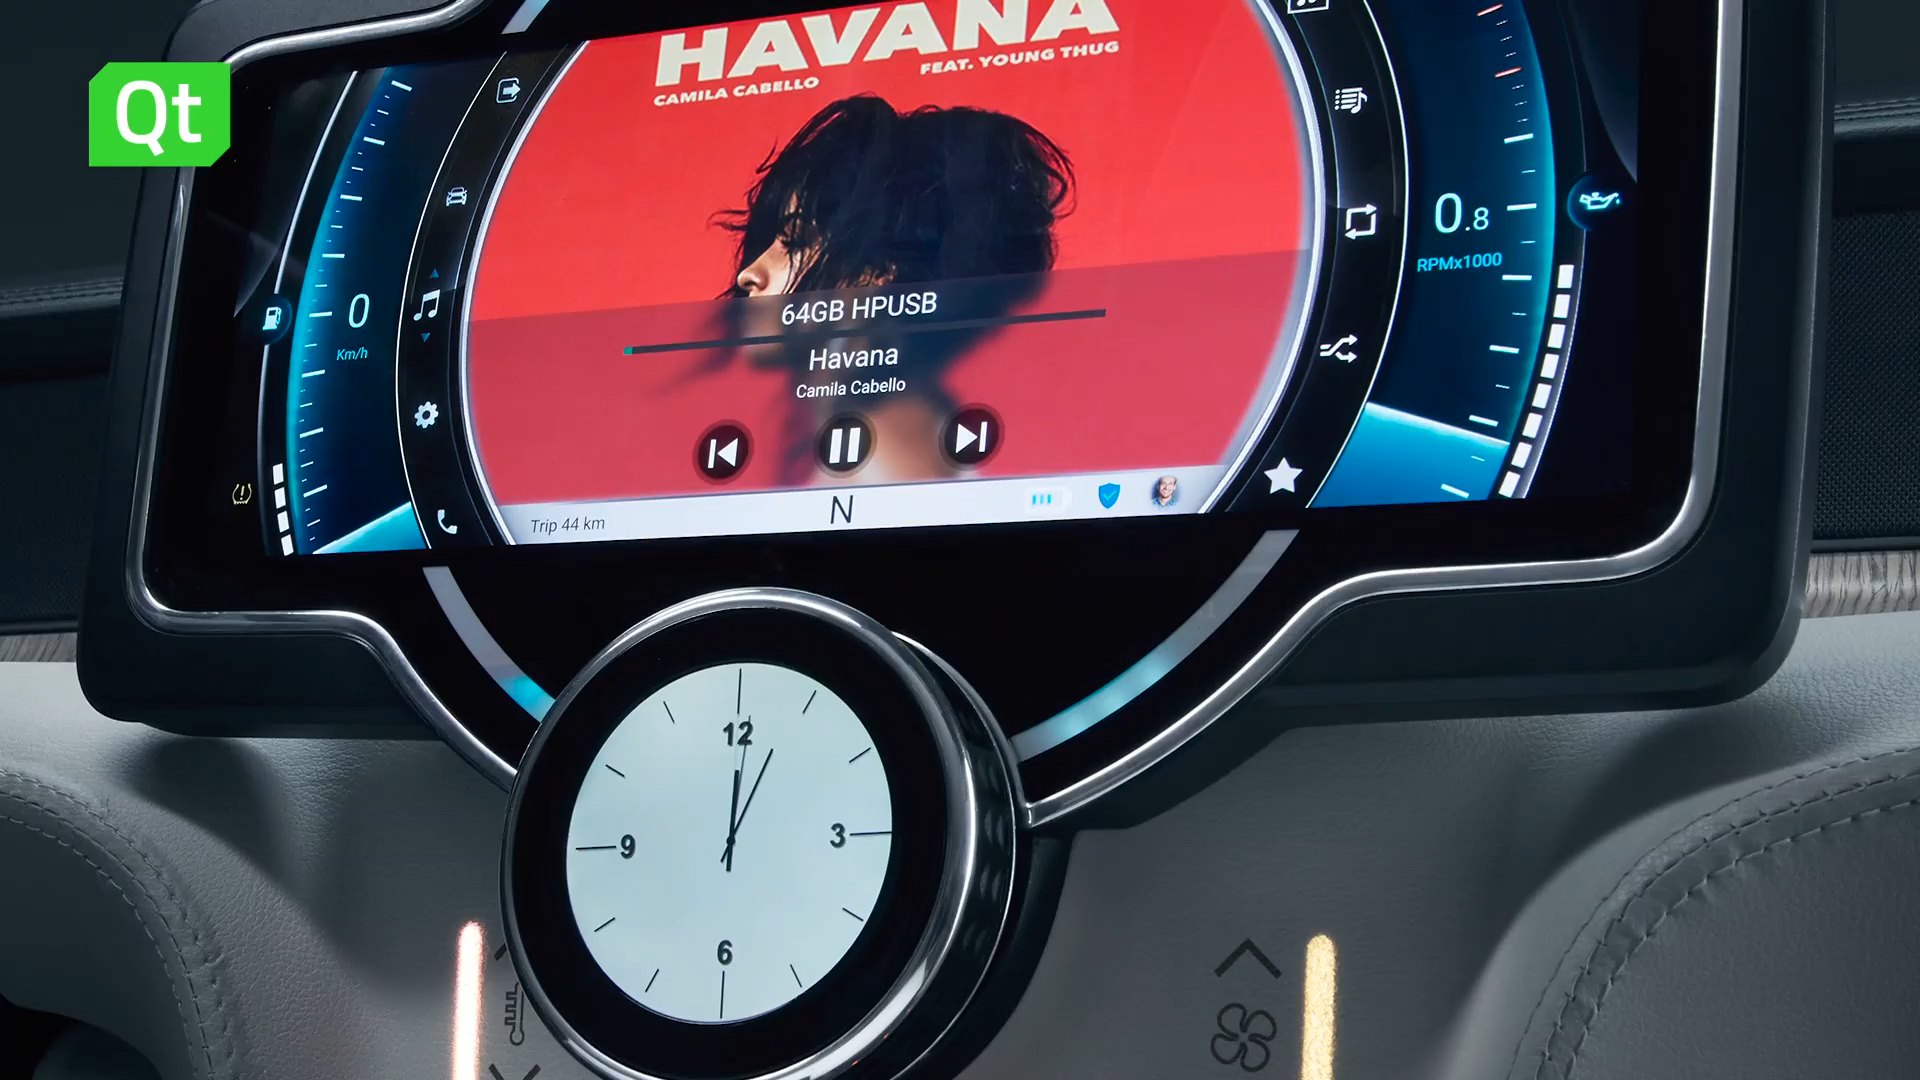 Qt
HAVANA
CAMILA CABELLO
FEAT. YOUNG THUG
0
Km/h
0.8
RPMx1000
64GB HPUSB
Havana
Camila Cabello
Trip 44 km
N
12
9
3
6